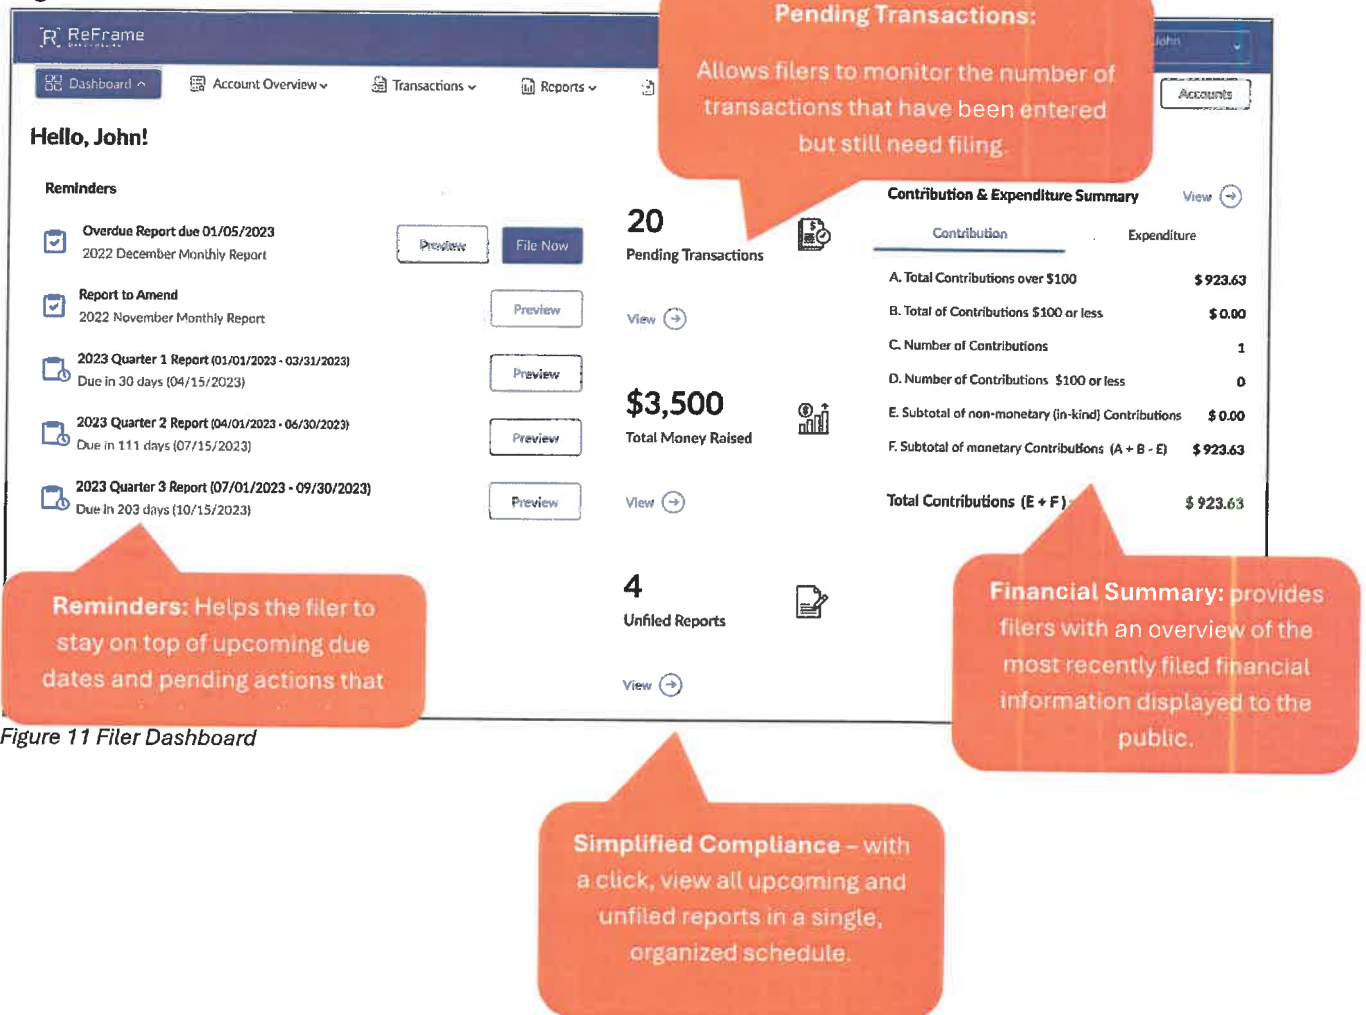 Pending Transactions:
Allows filers to monitor the number of
transactions that have been entered
but still need filing.
ReFrame
John
Dashboard
Account Overview
Transactions
Reports
Accounts
Hello, John!
Reminders
Overdue Report due 01/05/2023
2022 December Monthly Report
Preview
File Now
Report to Amend
2022 November Monthly Report
Preview
2023 Quarter 1 Report (01/01/2023 - 03/31/2023)
Due in 30 days (04/15/2023)
Preview
2023 Quarter 2 Report (04/01/2023 - 06/30/2023)
Due in 111 days (07/15/2023)
Preview
2023 Quarter 3 Report (07/01/2023 - 09/30/2023)
Due in 203 days (10/15/2023)
Preview
20
Pending Transactions
View
$3,500
Total Money Raised
View
4
Unfiled Reports
View
Contribution & Expenditure Summary View
Contribution Expenditure
A. Total Contributions over $100 $ 923.63
B. Total of Contributions $100 or less $ 0.00
C. Number of Contributions 1
D. Number of Contributions $100 or less 0
E. Subtotal of non-monetary (in-kind) Contributions $ 0.00
F. Subtotal of monetary Contributions (A + B - E) $ 923.63
Total Contributions (E + F) $ 923.63
Reminders: Helps the filer to
stay on top of upcoming due
dates and pending actions that
Financial Summary: provides
filers with an overview of the
most recently filed financial
information displayed to the
public.
Figure 11 Filer Dashboard
Simplified Compliance – with
a click, view all upcoming and
unfiled reports in a single,
organized schedule.